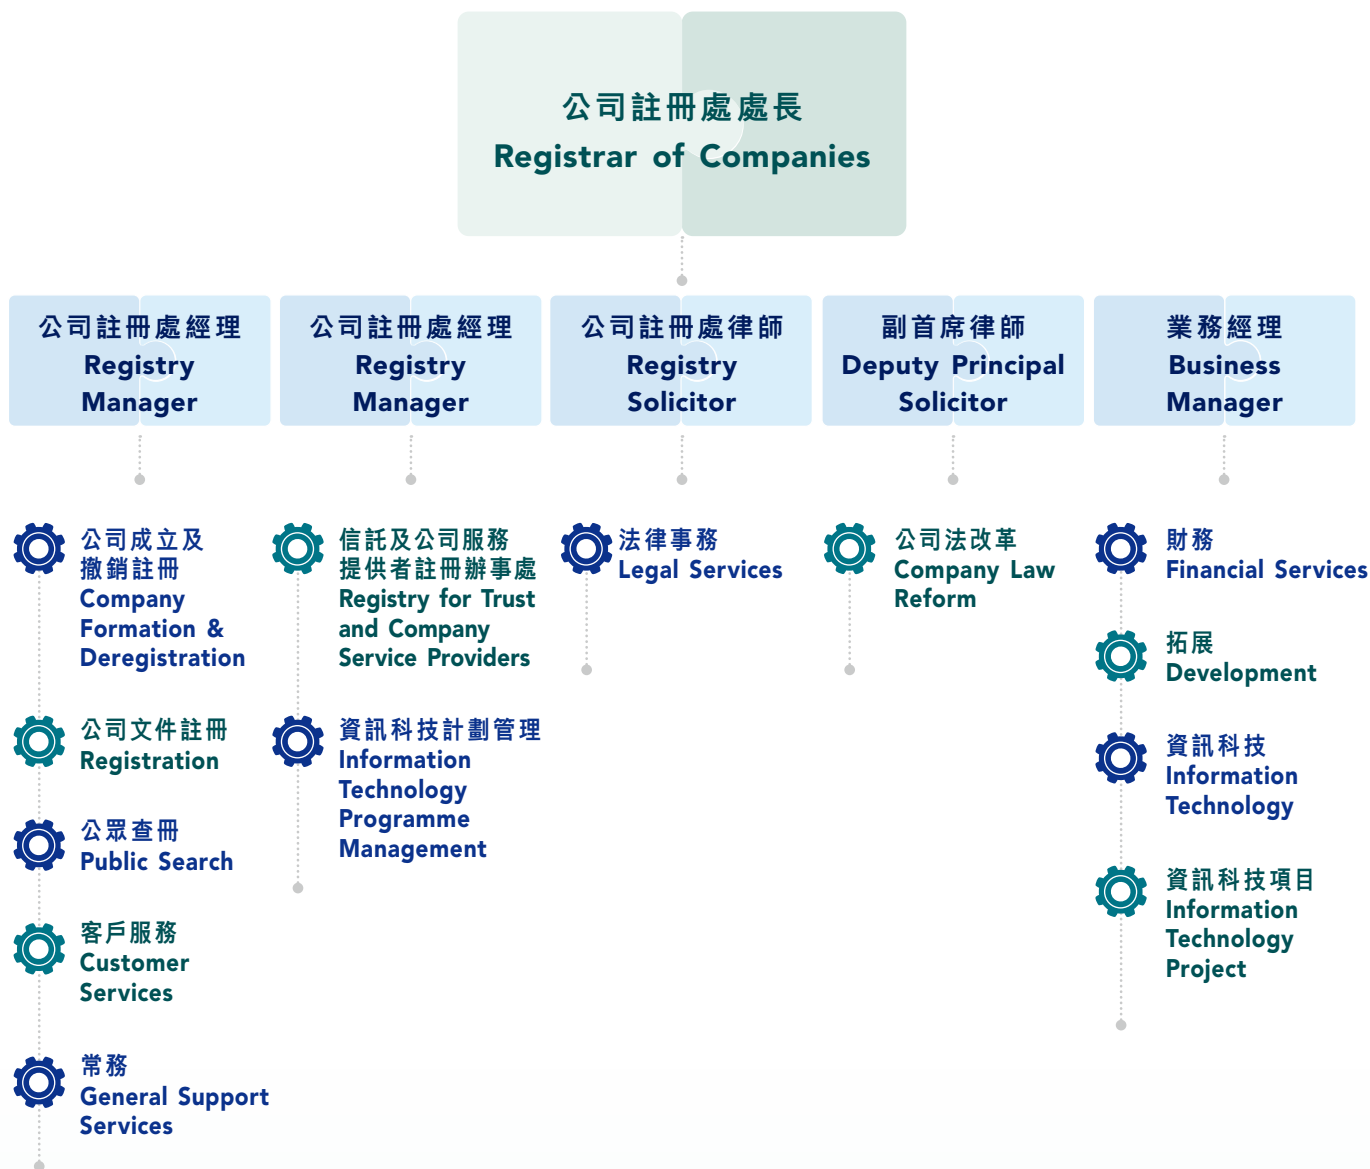 公司註冊處處長
Registrar of Companies
公司註冊處經理
Registry
Manager
公司註冊處經理
Registry
Manager
公司註冊處律師
Registry
Solicitor
副首席律師
Deputy Principal
Solicitor
業務經理
Business
Manager
公司成立及
撤銷註冊
Company
Formation &
Deregistration
公司文件註冊
Registration
公眾查冊
Public Search
客戶服務
Customer
Services
常務
General Support
Services
信託及公司服務
提供者註冊辦事處
Registry for Trust
and Company
Service Providers
資訊科技計劃管理
Information
Technology
Programme
Management
法律事務
Legal Services
公司法改革
Company Law
Reform
財務
Financial Services
拓展
Development
資訊科技
Information
Technology
資訊科技項目
Information
Technology
Project